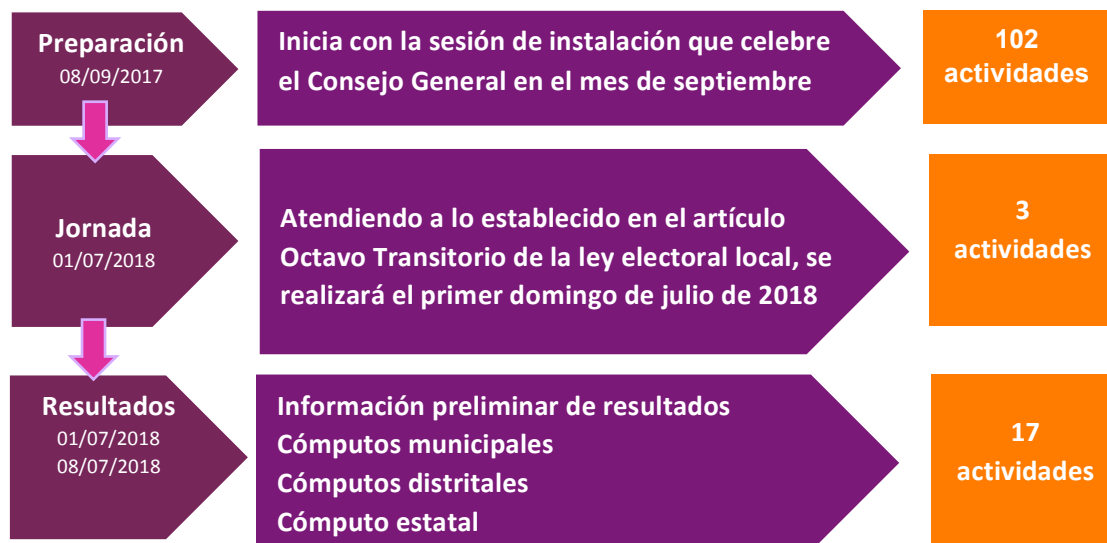 Preparación
08/09/2017
Inicia con la sesión de instalación que celebre
el Consejo General en el mes de septiembre
102
actividades
Jornada
01/07/2018
Atendiendo a lo establecido en el artículo
Octavo Transitorio de la ley electoral local, se
realizará el primer domingo de julio de 2018
3
actividades
Resultados
01/07/2018
08/07/2018
Información preliminar de resultados
Cómputos municipales
Cómputos distritales
Cómputo estatal
17
actividades